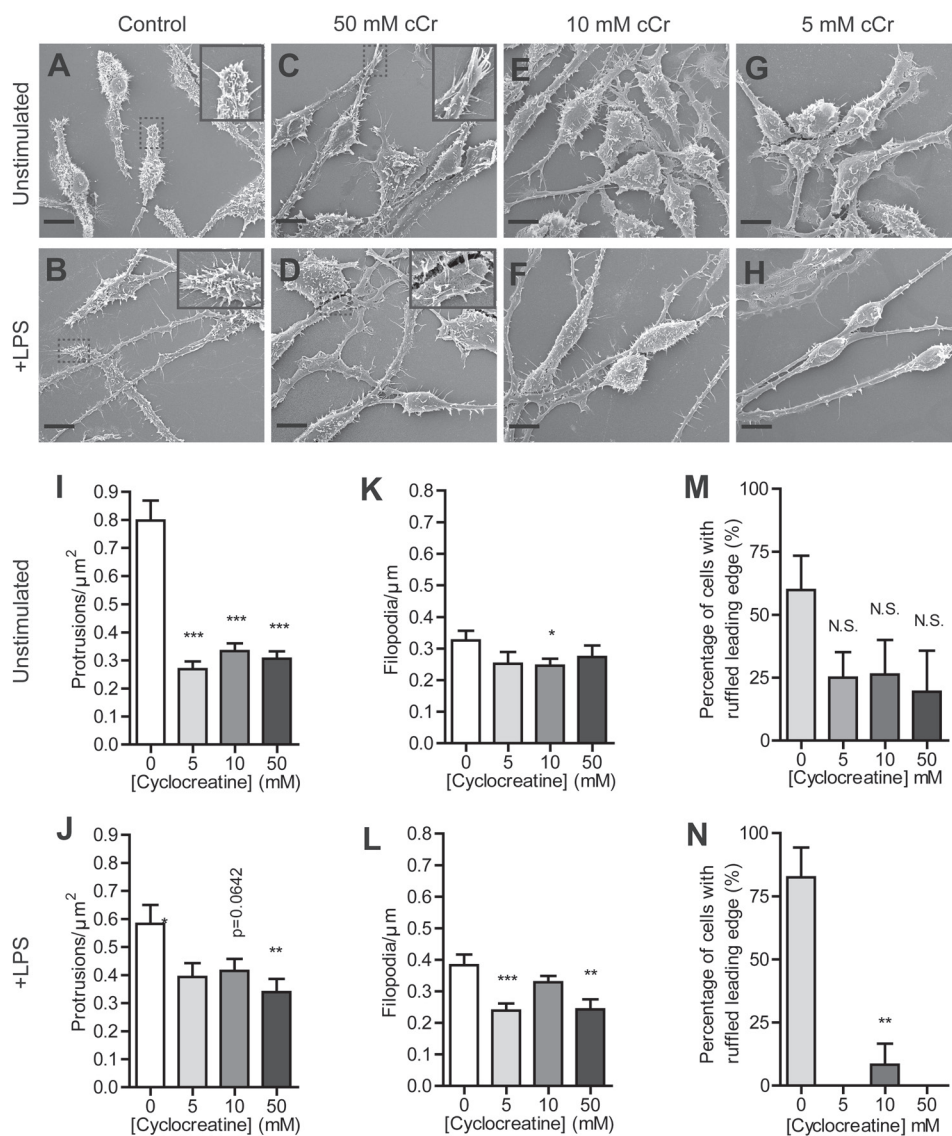 Control 50 mM cCr 10 mM cCr 5 mM cCr
Unstimulated
A C E G
+LPS
B D F H
Unstimulated
I
Protrusions/µm²
0.9
0.8
0.7
0.6
0.5
0.4
0.3
0.2
0.1
0.0
*** *** ***
0 5 10 50
[Cyclocreatine] (mM)
K
Filopodia/µm
0.8
0.7
0.6
0.5
0.4
0.3
0.2
0.1
0.0
*
0 5 10 50
[Cyclocreatine] (mM)
M
Percentage of cells with
ruffled leading edge (%)
100
75
50
25
0
N.S. N.S. N.S.
0 5 10 50
[Cyclocreatine] mM
+LPS
J
Protrusions/µm²
0.9
0.8
0.7
0.6
0.5
0.4
0.3
0.2
0.1
0.0
*
p=0.0642
**
0 5 10 50
[Cyclocreatine] (mM)
L
Filopodia/µm
0.8
0.7
0.6
0.5
0.4
0.3
0.2
0.1
0.0
*** **
0 5 10 50
[Cyclocreatine] (mM)
N
Percentage of cells with
ruffled leading edge (%)
100
75
50
25
0
**
0 5 10 50
[Cyclocreatine] mM